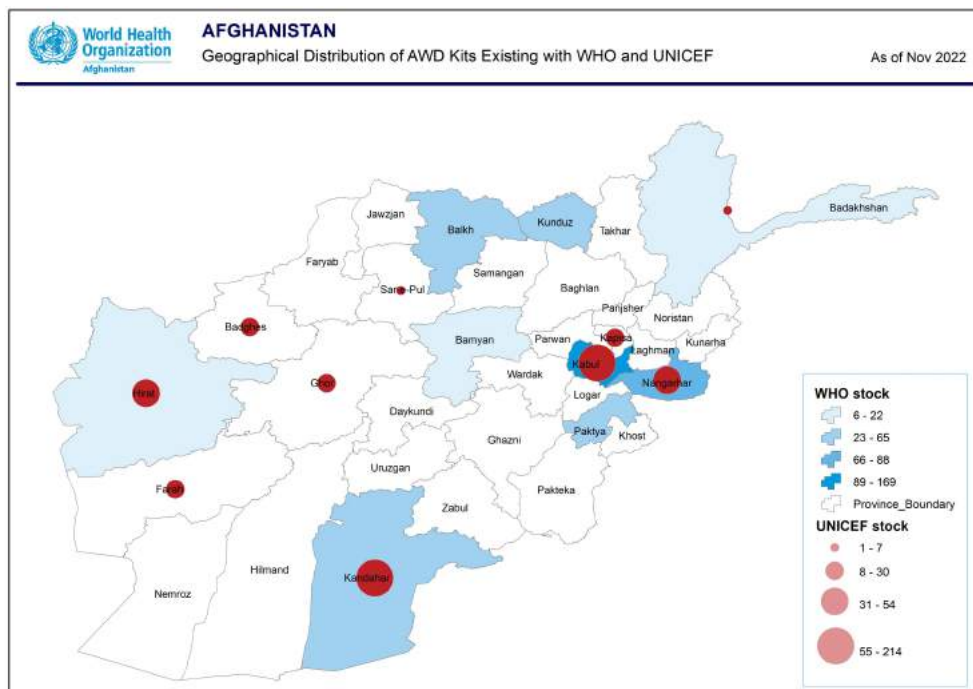 World Health
Organization
Afghanistan
AFGHANISTAN
Geographical Distribution of AWD Kits Existing with WHO and UNICEF
As of Nov 2022
Jawzjan
Balkh
Kunduz
Takhar
Badakhshan
Faryab
Sar-e-Pul
Samangan
Baghlan
Panjsher
Noristan
Badghes
Bamyan
Parwan
Kapisa
Laghman
Kunarha
Kabul
Hirat
Ghor
Wardak
Nangarhar
Logar
Daykundi
Paktya
Khost
Ghazni
Uruzgan
Farah
Zabul
Pakteka
Hilmand
Kandahar
Nemroz
WHO stock
6 - 22
23 - 65
66 - 88
89 - 169
Province_Boundary
UNICEF stock
1 - 7
8 - 30
31 - 54
55 - 214